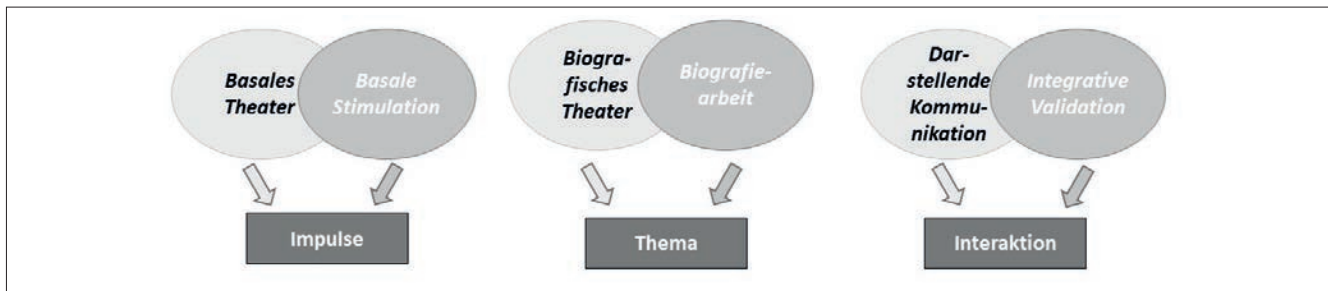 Basales
Theater
Basale
Stimulation
Impulse
Biogra-
fisches
Theater
Biografie-
arbeit
Thema
Dar-
stellende
Kommu-
nikation
Integrative
Validation
Interaktion